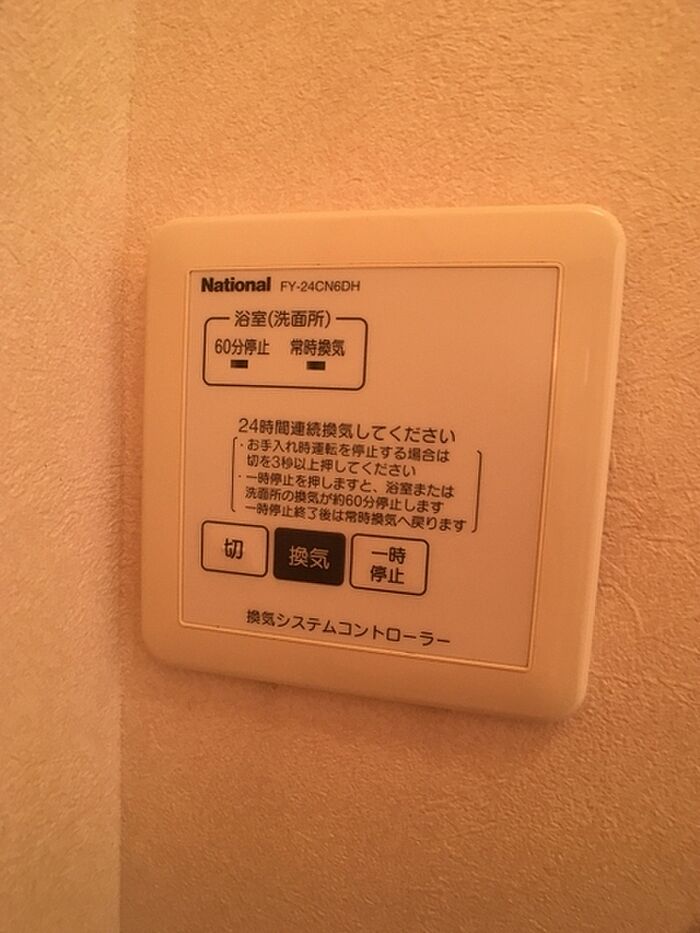 National FY-24CN6DH
浴室(洗面所)
60分停止 常時換気
24時間連続換気してください
・お手入れ時運転を停止する場合は
切を3秒以上押してください
・一時停止を押しますと、浴室または
洗面所の換気が約60分停止します
一時停止終了後は常時換気へ戻ります
切 換気 一時
停止
換気システムコントローラー